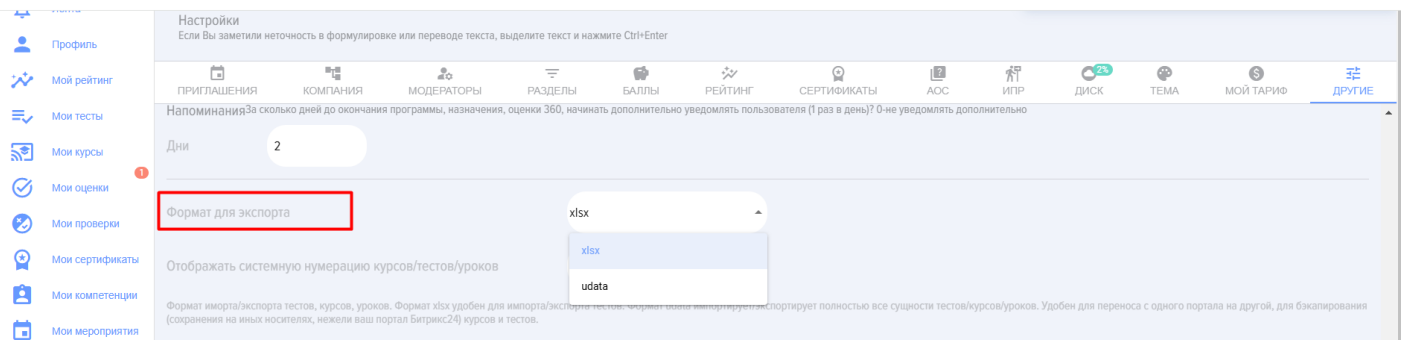 Настройки
Если Вы заметили неточность в формулировке или переводе текста, выделите текст и нажмите Ctrl+Enter
Профиль
Мой рейтинг
Мои тесты
Мои курсы
1
Мои оценки
Мои проверки
Мои сертификаты
Мои компетенции
Мои мероприятия
ПРИГЛАШЕНИЯ КОМПАНИЯ МОДЕРАТОРЫ РАЗДЕЛЫ БАЛЛЫ РЕЙТИНГ СЕРТИФИКАТЫ АОС ИПР ДИСК 2% ТЕМА МОЙ ТАРИФ ДРУГИЕ
Напоминания За сколько дней до окончания программы, назначения, оценки 360, начинать дополнительно уведомлять пользователя (1 раз в день)? 0-не уведомлять дополнительно
Дни 2
Формат для экспорта xlsx
xlsx
udata
Отображать системную нумерацию курсов/тестов/уроков
Формат иморта/экспорта тестов, курсов, уроков. Формат xlsx удобен для импорта/экспорта тестов. Формат udata импортирует/экспортирует полностью все сущности тестов/курсов/уроков. Удобен для переноса с одного портала на другой, для бэкапирования
(сохранения на иных носителях, нежели ваш портал Битрикс24) курсов и тестов.